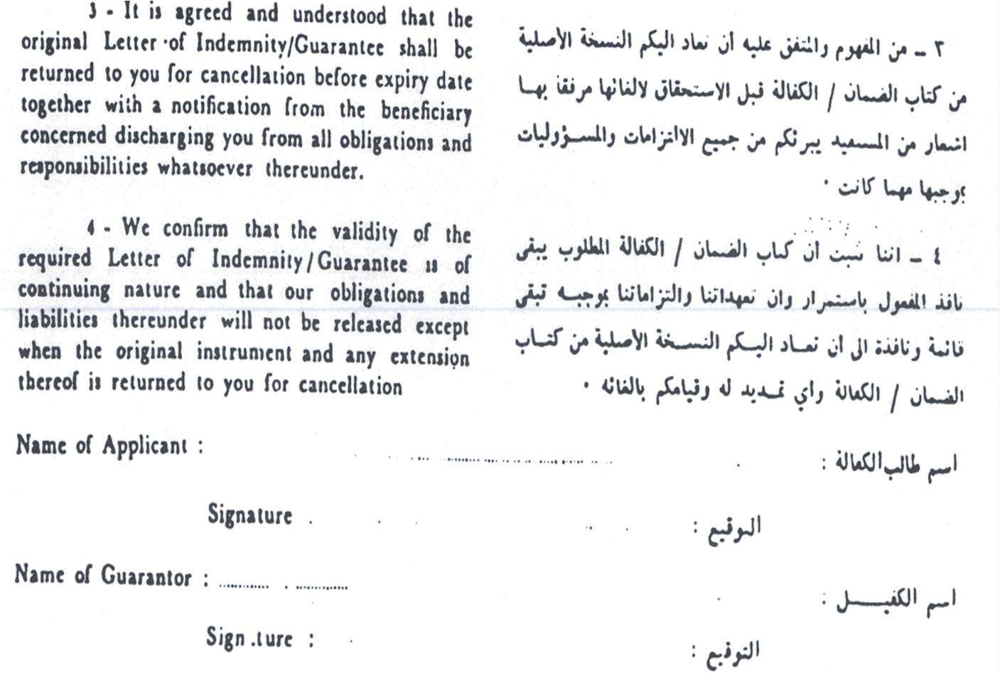 3 - It is agreed and understood that the
original Letter of Indemnity/Guarantee shall be
returned to you for cancellation before expiry date
together with a notification from the beneficiary
concerned discharging you from all obligations and
responsibilities whatsoever thereunder.
4 - We confirm that the validity of the
required Letter of Indemnity/Guarantee is of
continuing nature and that our obligations and
liabilities thereunder will not be released except
when the original instrument and any extension
thereof is returned to you for cancellation
٣ – من المفهوم والمتفق عليه أن تعاد اليكم النسخة الأصلية
من كتاب الضمان / الكفالة قبل الاستحقاق لالغائها مرفقا بها
اشعار من المستفيد يبرئكم من جميع الالتزامات والمسؤوليات
بموجبها مهما كانت .
٤ – اننا نثبت أن كتاب الضمان / الكفالة المطلوب يبقى
نافذ المفعول باستمرار وان تعهداتنا والتزاماتنا بموجبه تبقى
قائمة ونافذة الى ان تعاد اليكم النسخة الأصلية من كتاب
الضمان / الكفالة واي تمديد له وقيامكم بالغائه .
Name of Applicant : اسم طالب الكفالة :
Signature التوقيع :
Name of Guarantor : اسم الكفيل :
Signature : التوقيع :